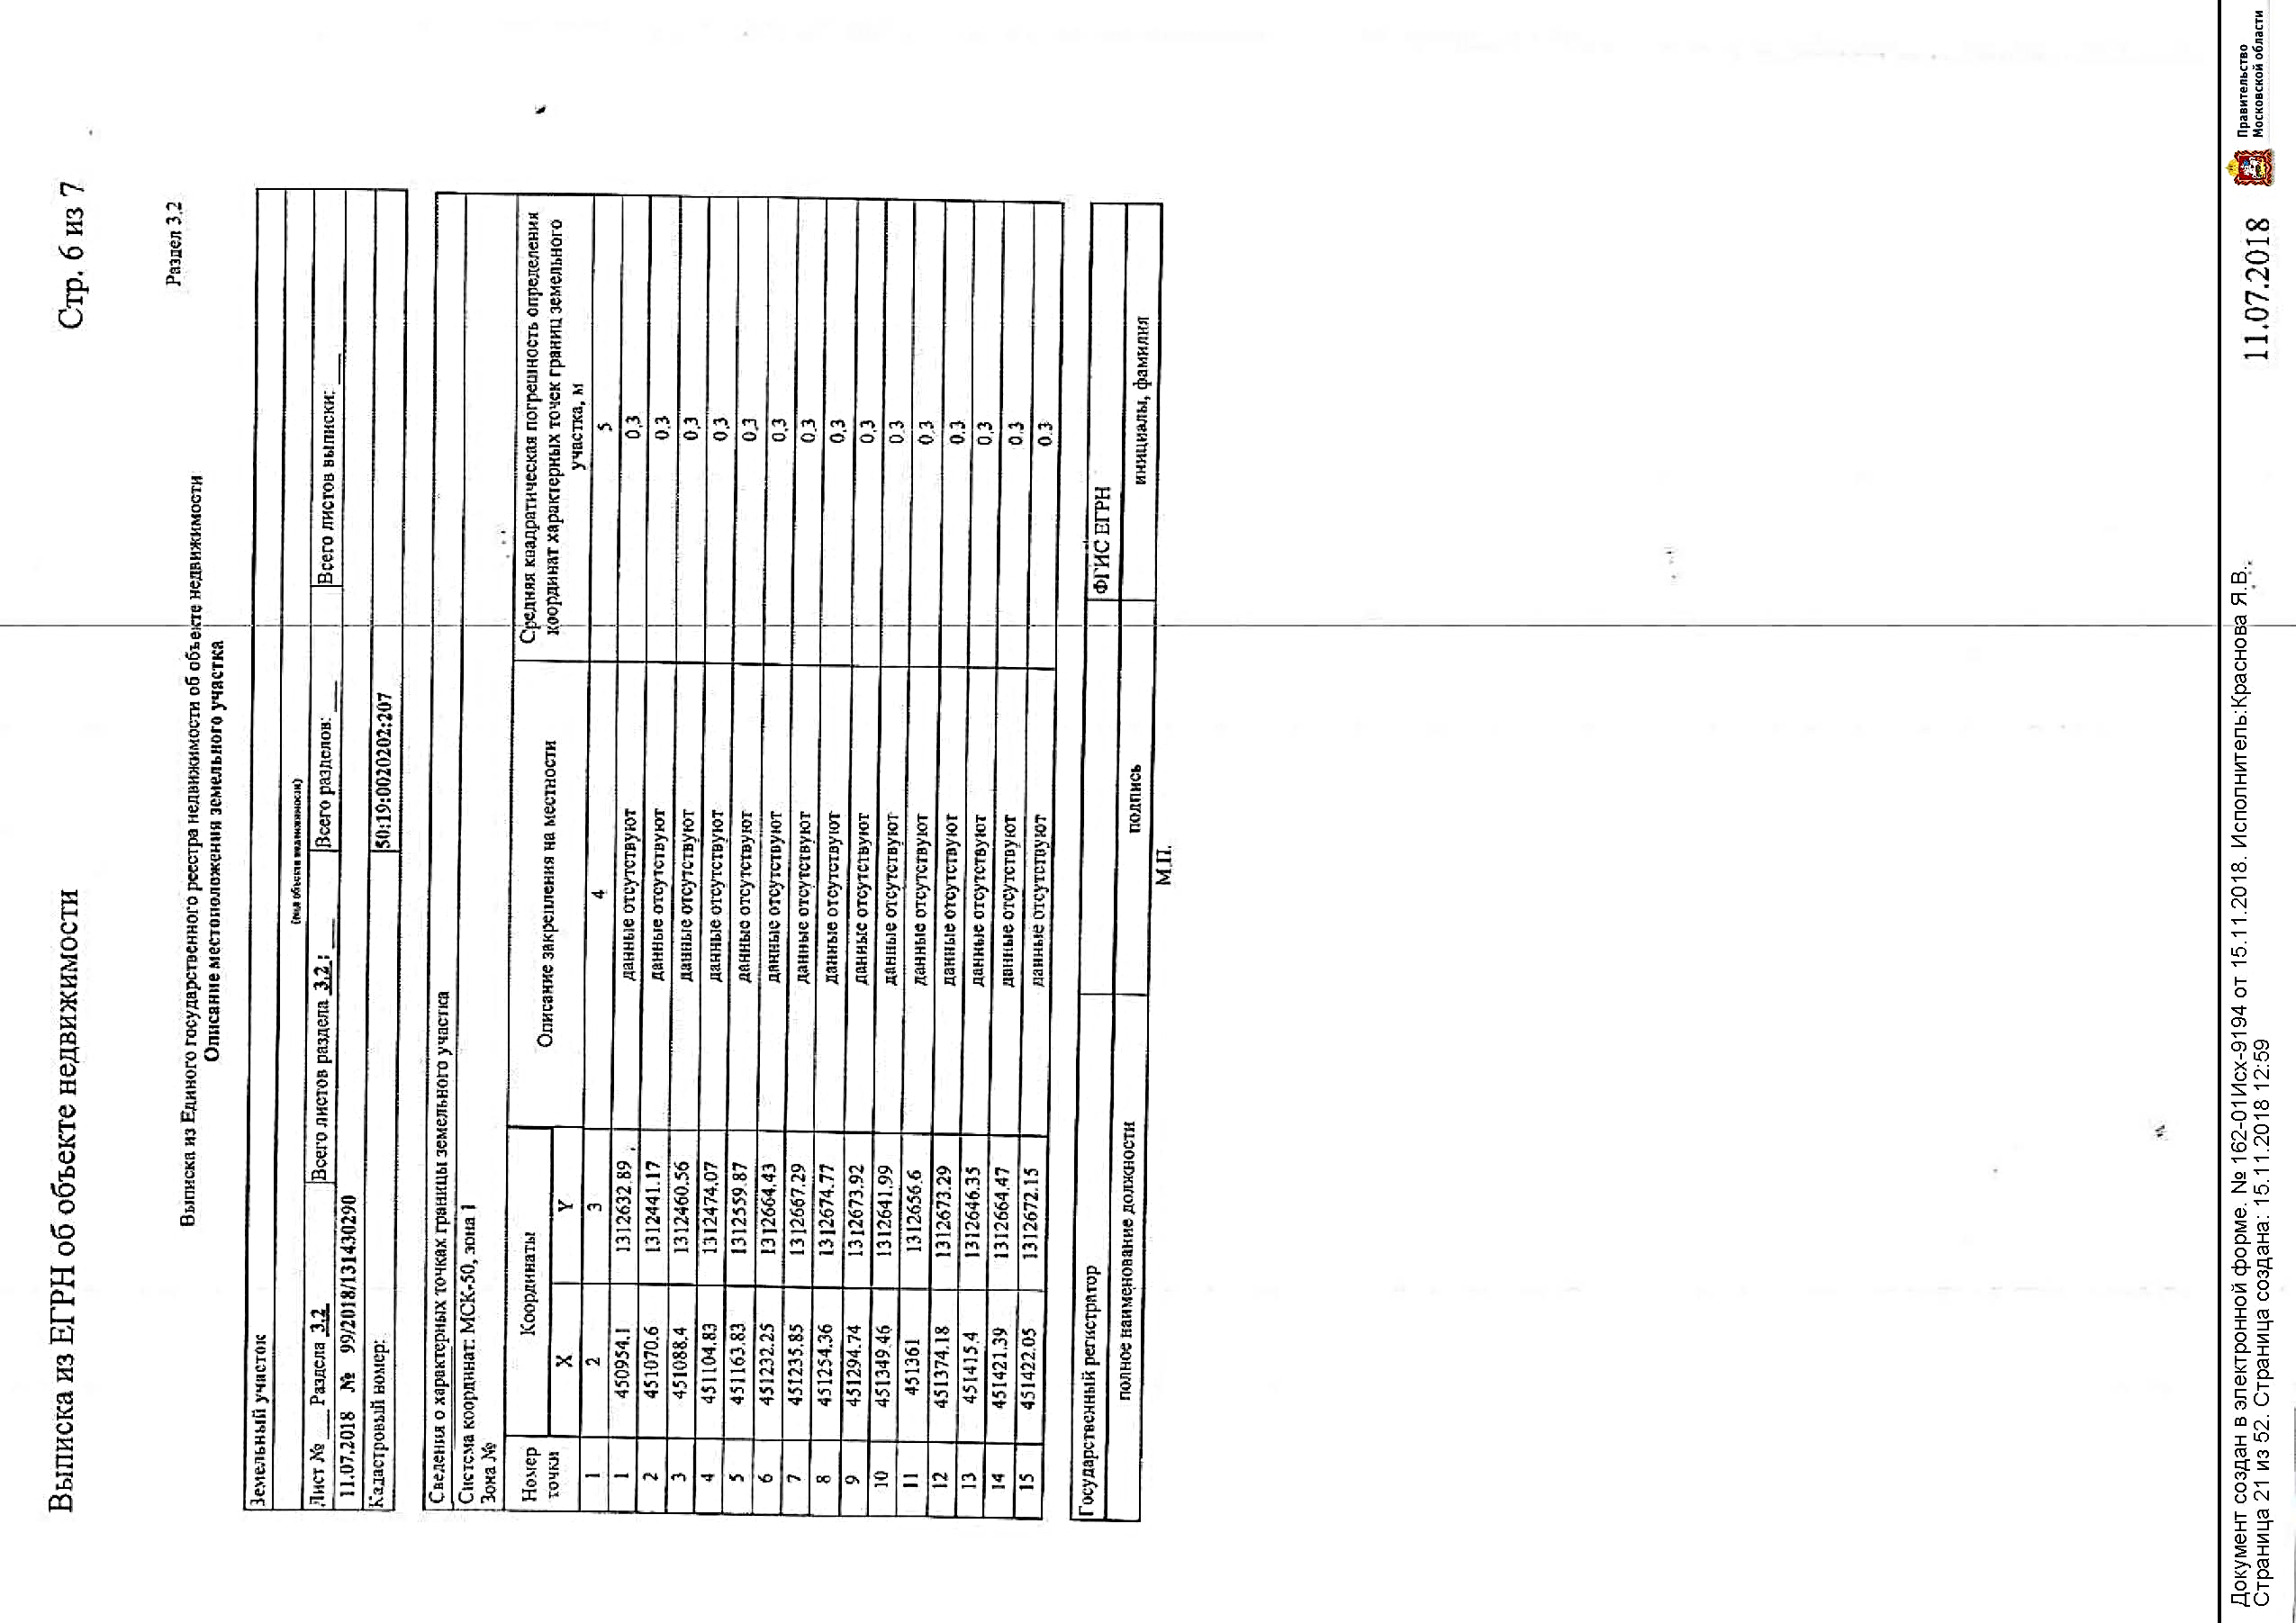 Выписка из ЕГРН об объекте недвижимости Стр. 6 из 7
Раздел 3.2
Выписка из Единого государственного реестра недвижимости об объекте недвижимости
Описание местоположения земельного участка
Земельный участок
(вид объекта недвижимости)
Лист № ___ Раздела 3.2 Всего листов раздела 3.2 : ___ Всего разделов: ___ Всего листов выписки: ___
11.07.2018 № 99/2018/131430290
Кадастровый номер: 50:19:0020202:207
Сведения о характерных точках границы земельного участка
Система координат: МСК-50, зона 1
Зона №
Номер точки Координаты Описание закрепления на местности Средняя квадратическая погрешность определения координат характерных точек границ земельного участка, м
X Y
1 2 3 4 5
1 450954.1 1312632.89 данные отсутствуют 0,3
2 451070.6 1312441.17 данные отсутствуют 0,3
3 451088.4 1312460.56 данные отсутствуют 0,3
4 451104.83 1312474.07 данные отсутствуют 0,3
5 451163.83 1312559.87 данные отсутствуют 0,3
6 451232.25 1312664.43 данные отсутствуют 0,3
7 451235.85 1312667.29 данные отсутствуют 0,3
8 451254.36 1312674.77 данные отсутствуют 0,3
9 451294.74 1312673.92 данные отсутствуют 0,3
10 451349.46 1312641.99 данные отсутствуют 0,3
11 451361 1312656.6 данные отсутствуют 0,3
12 451374.18 1312673.29 данные отсутствуют 0,3
13 451415.4 1312646.35 данные отсутствуют 0,3
14 451421.39 1312664.47 данные отсутствуют 0,3
15 451422.05 1312672.15 данные отсутствуют 0.3
Государственный регистратор ФГИС ЕГРН
полное наименование должности подпись инициалы, фамилия
М.П.
Документ создан в электронной форме. № 162-01Исх-9194 от 15.11.2018. Исполнитель:Краснова Я.В.
Страница 21 из 52. Страница создана: 15.11.2018 12:59
11.07.2018
Правительство
Московской области